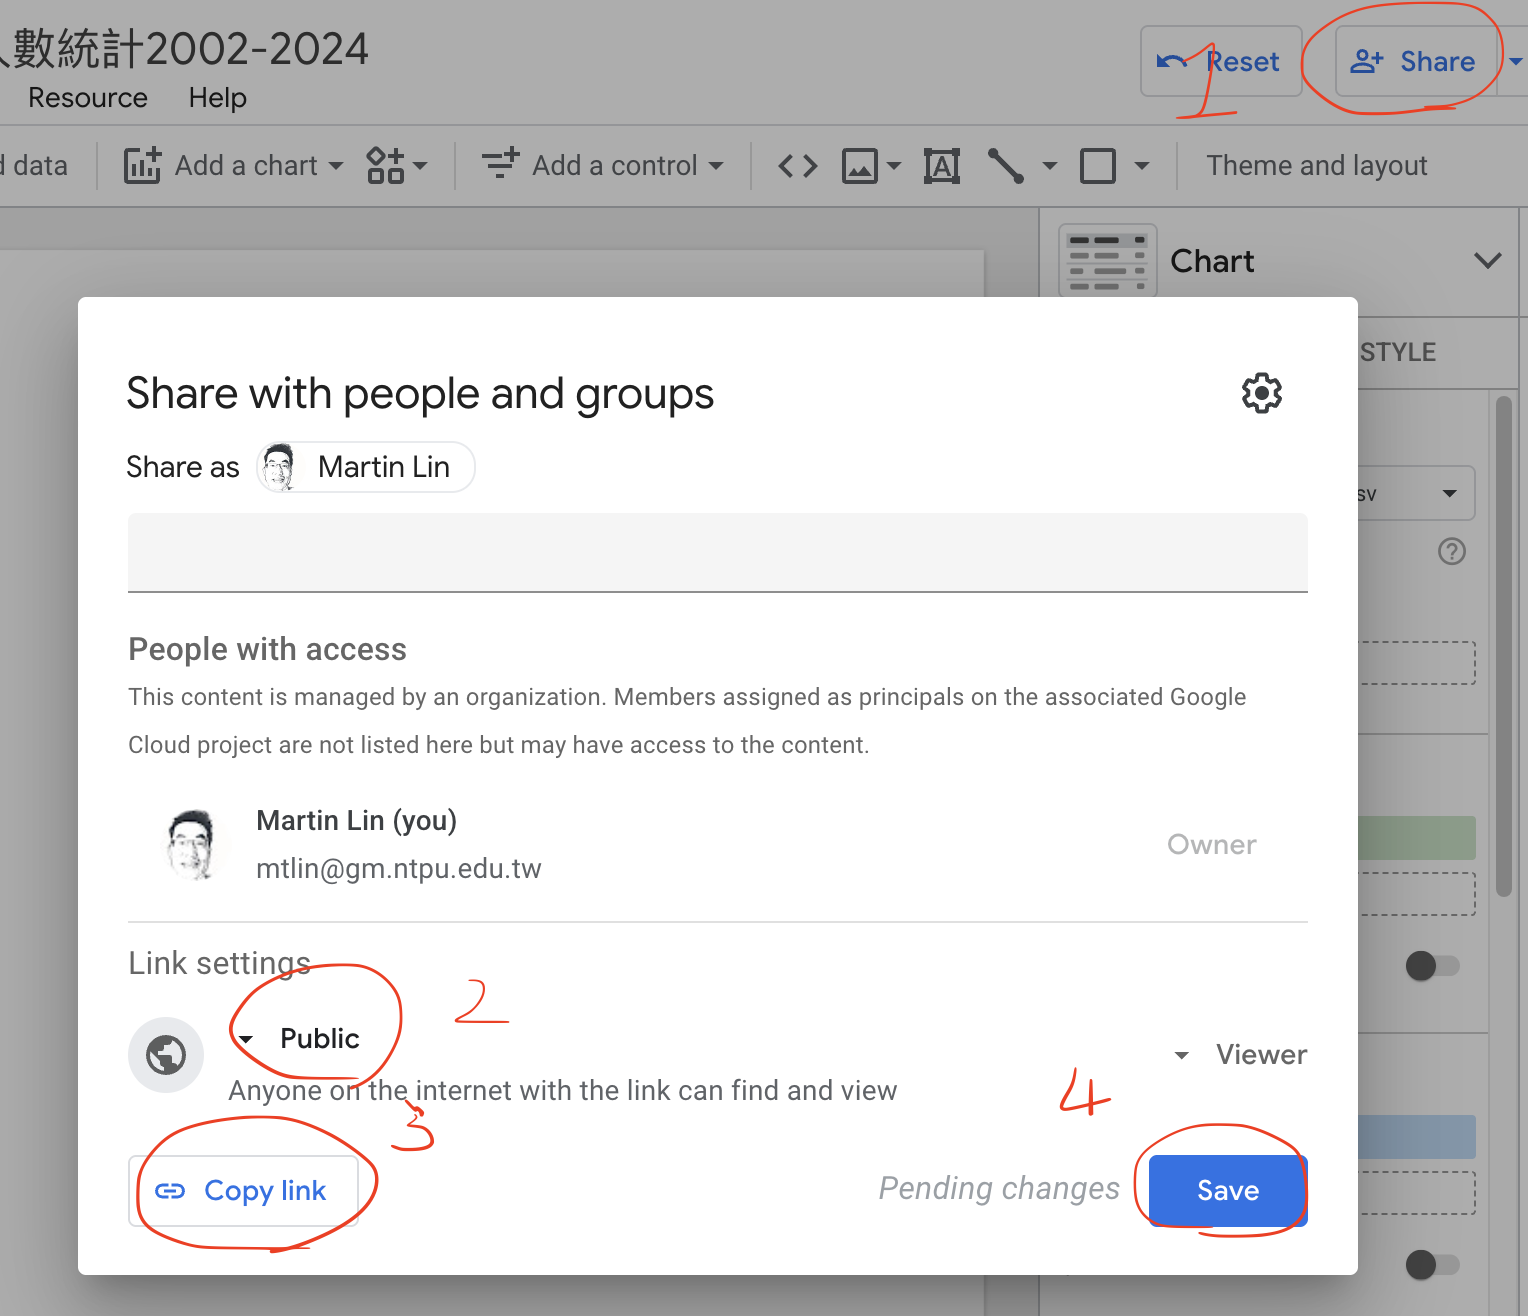 數統計2002-2024
Reset
Share
1
Resource Help
data
Add a chart
Add a control
A
Theme and layout
Chart
STYLE
Share with people and groups
Share as Martin Lin
sv
?
People with access
This content is managed by an organization. Members assigned as principals on the associated Google
Cloud project are not listed here but may have access to the content.
Martin Lin (you)
mtlin@gm.ntpu.edu.tw
Owner
Link settings
2
Public
Anyone on the internet with the link can find and view
Viewer
3
4
Copy link
Pending changes
Save